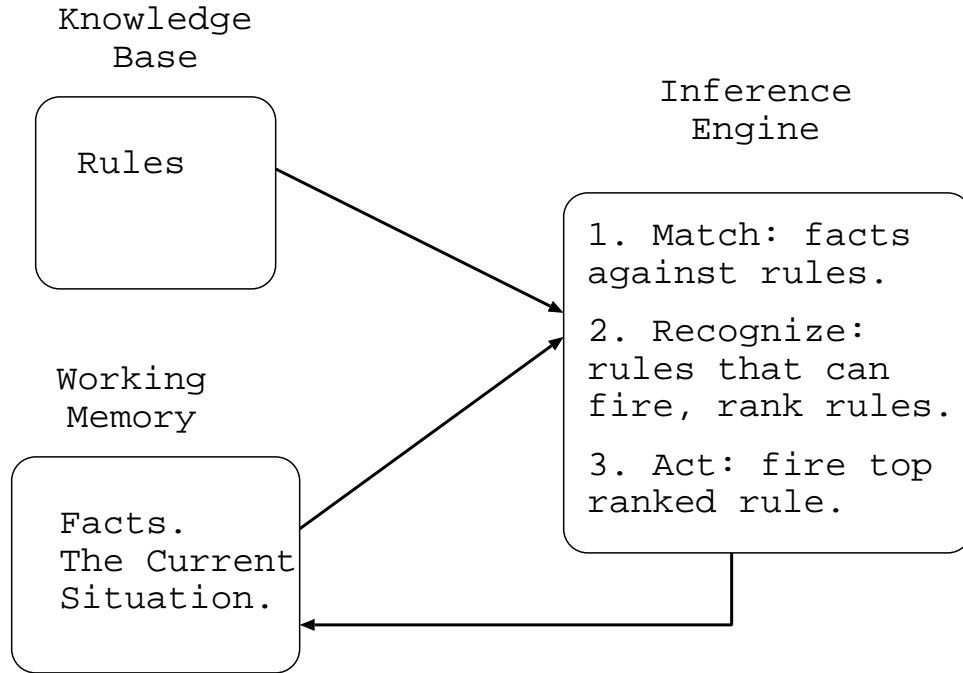 Knowledge
Base
Rules
Inference
Engine
1. Match: facts
against rules.
2. Recognize:
rules that can
fire, rank rules.
3. Act: fire top
ranked rule.
Working
Memory
Facts.
The Current
Situation.